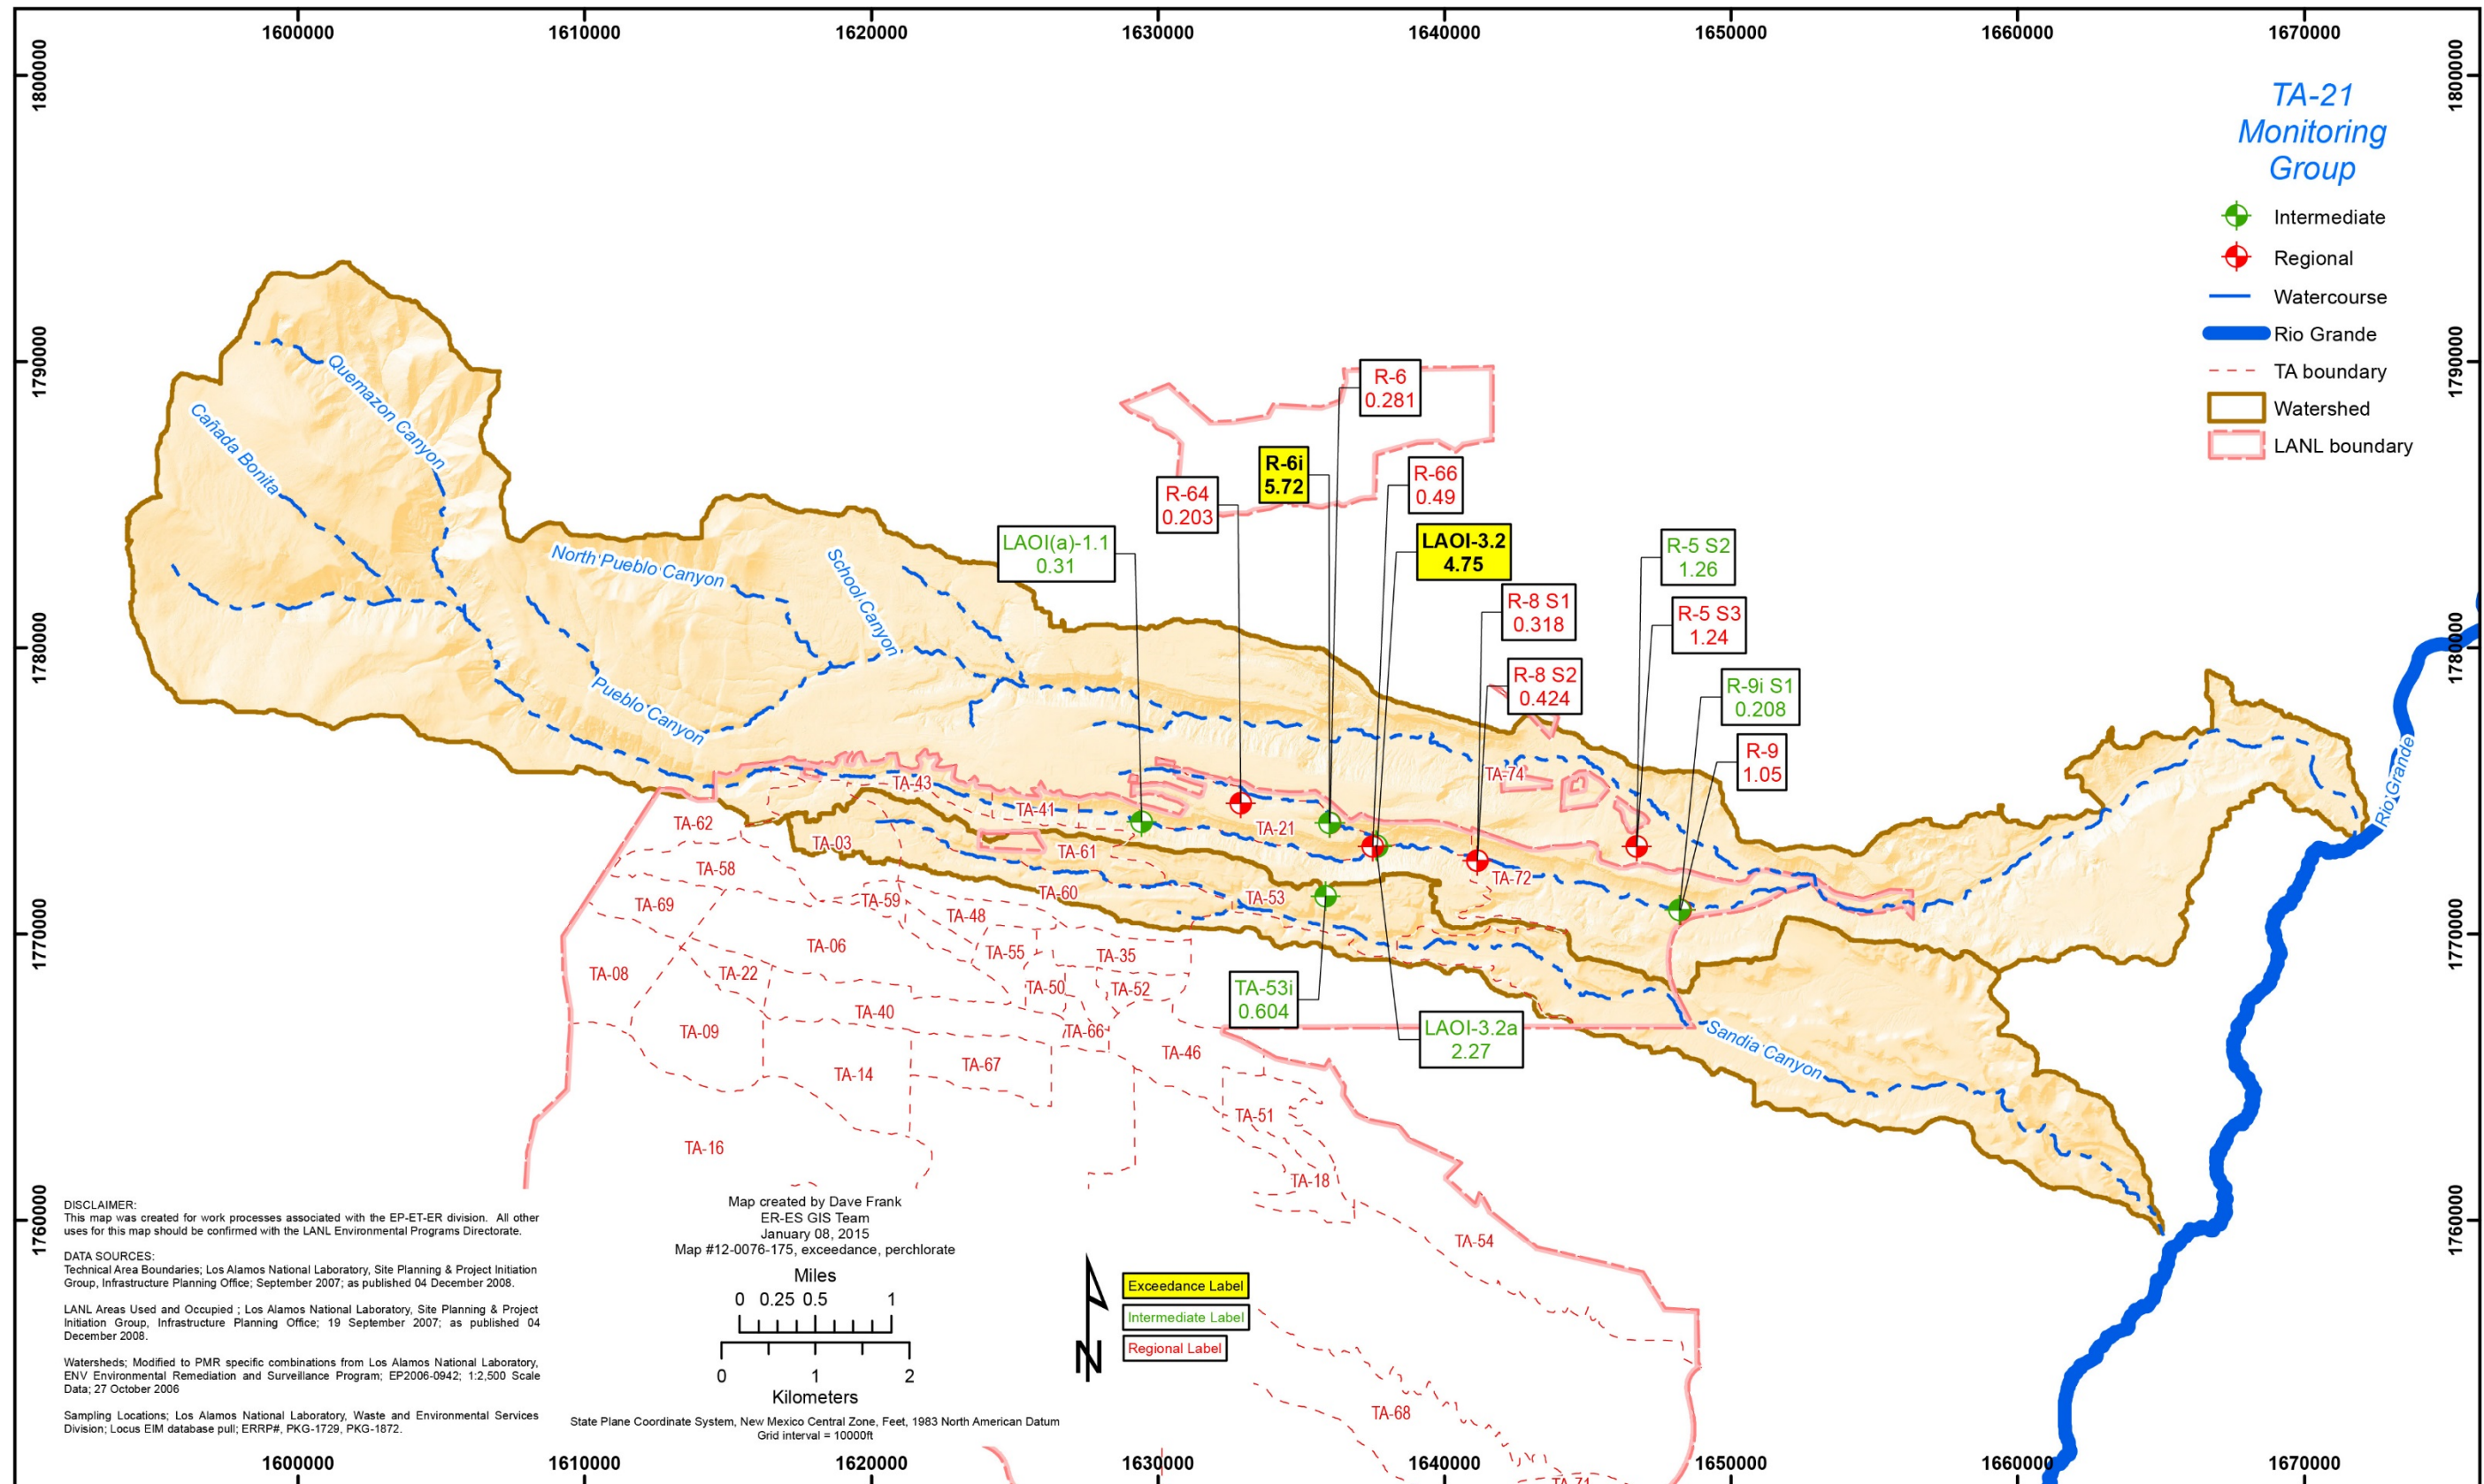 1600000
1610000
1620000
1630000
1640000
1650000
1660000
1670000
1800000
1800000
TA-21
Monitoring
Group
Intermediate
Regional
Watercourse
Rio Grande
TA boundary
Watershed
LANL boundary
1790000
1790000
Quemazon Canyon
Cañada Bonita
R-6
0.281
R-6i
5.72
R-66
0.49
R-64
0.203
LAOI-3.2
4.75
LAOI(a)-1.1
0.31
R-5 S2
1.26
North Pueblo Canyon
School Canyon
R-8 S1
0.318
R-5 S3
1.24
1780000
1780000
R-8 S2
0.424
R-9i S1
0.208
Pueblo Canyon
R-9
1.05
Rio Grande
TA-74
TA-43
TA-41
TA-62
TA-21
TA-03
TA-61
TA-58
TA-72
TA-60
TA-53
TA-59
TA-69
TA-48
1770000
1770000
TA-06
TA-55
TA-35
TA-08
TA-22
TA-50
TA-52
TA-53i
0.604
TA-40
TA-09
TA-66
LAOI-3.2a
2.27
Sandia Canyon
TA-46
TA-67
TA-14
TA-51
TA-16
TA-18
1760000
1760000
TA-54
TA-68
TA-71
DISCLAIMER:
This map was created for work processes associated with the EP-ET-ER division. All other
uses for this map should be confirmed with the LANL Environmental Programs Directorate.
DATA SOURCES:
Technical Area Boundaries; Los Alamos National Laboratory, Site Planning & Project Initiation
Group, Infrastructure Planning Office; September 2007; as published 04 December 2008.
LANL Areas Used and Occupied ; Los Alamos National Laboratory, Site Planning & Project
Initiation Group, Infrastructure Planning Office; 19 September 2007; as published 04
December 2008.
Watersheds; Modified to PMR specific combinations from Los Alamos National Laboratory,
ENV Environmental Remediation and Surveillance Program; EP2006-0942; 1:2,500 Scale
Data; 27 October 2006
Sampling Locations; Los Alamos National Laboratory, Waste and Environmental Services
Division; Locus EIM database pull; ERRP#, PKG-1729, PKG-1872.
Map created by Dave Frank
ER-ES GIS Team
January 08, 2015
Map #12-0076-175, exceedance, perchlorate
Miles
0 0.25 0.5 1
0 1 2
Kilometers
State Plane Coordinate System, New Mexico Central Zone, Feet, 1983 North American Datum
Grid interval = 10000ft
N
Exceedance Label
Intermediate Label
Regional Label
1600000
1610000
1620000
1630000
1640000
1650000
1660000
1670000